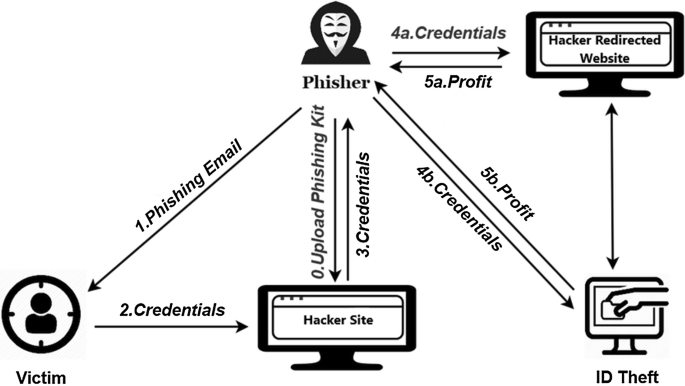 4a.Credentials
Hacker Redirected
Website
Phisher
5a.Profit
1.Phishing Email
0.Upload Phishing Kit
3.Credentials
5b.Profit
4b.Credentials
2.Credentials
Hacker Site
Victim
ID Theft